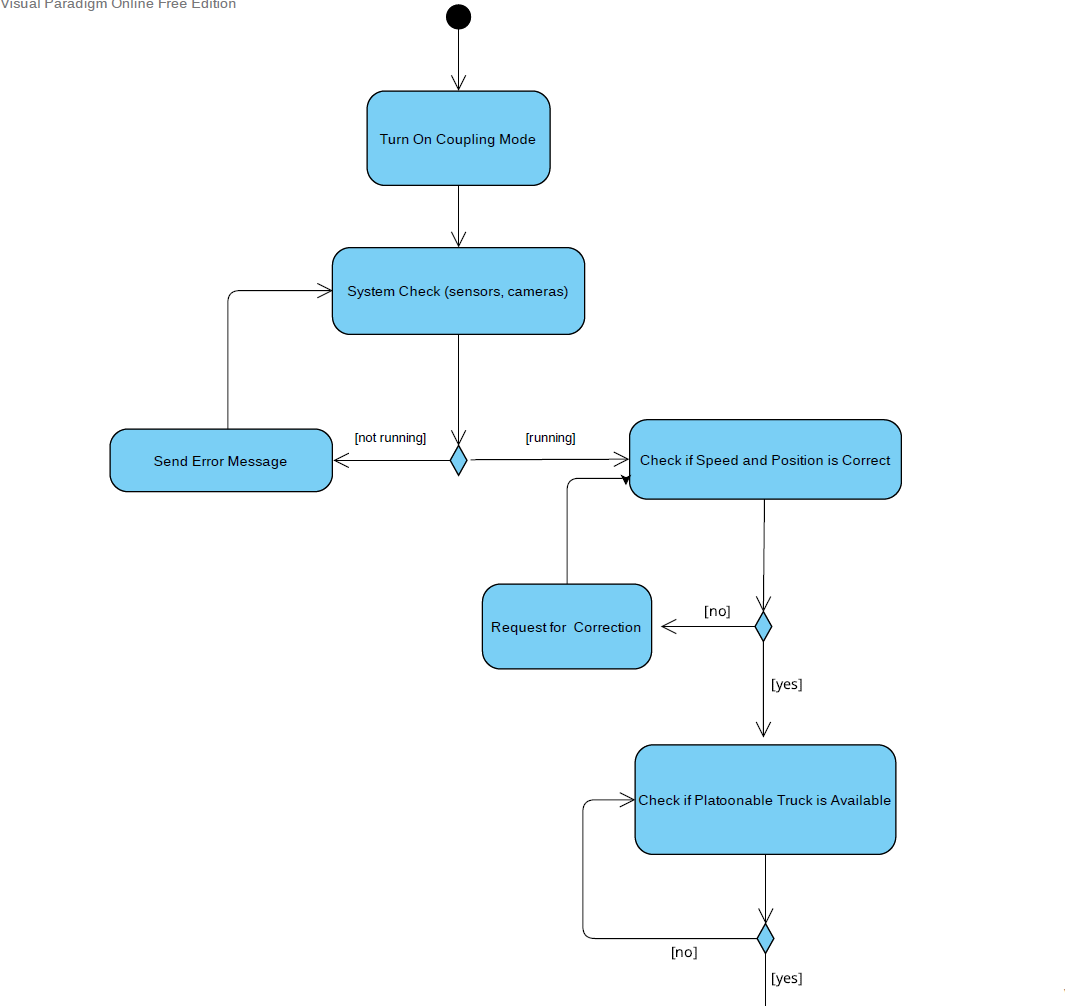 Visual Paradigm Online Free Edition
Turn On Coupling Mode
System Check (sensors, cameras)
[not running]
[running]
Send Error Message
Check if Speed and Position is Correct
[no]
Request for  Correction
[yes]
Check if Platoonable Truck is Available
[no]
[yes]